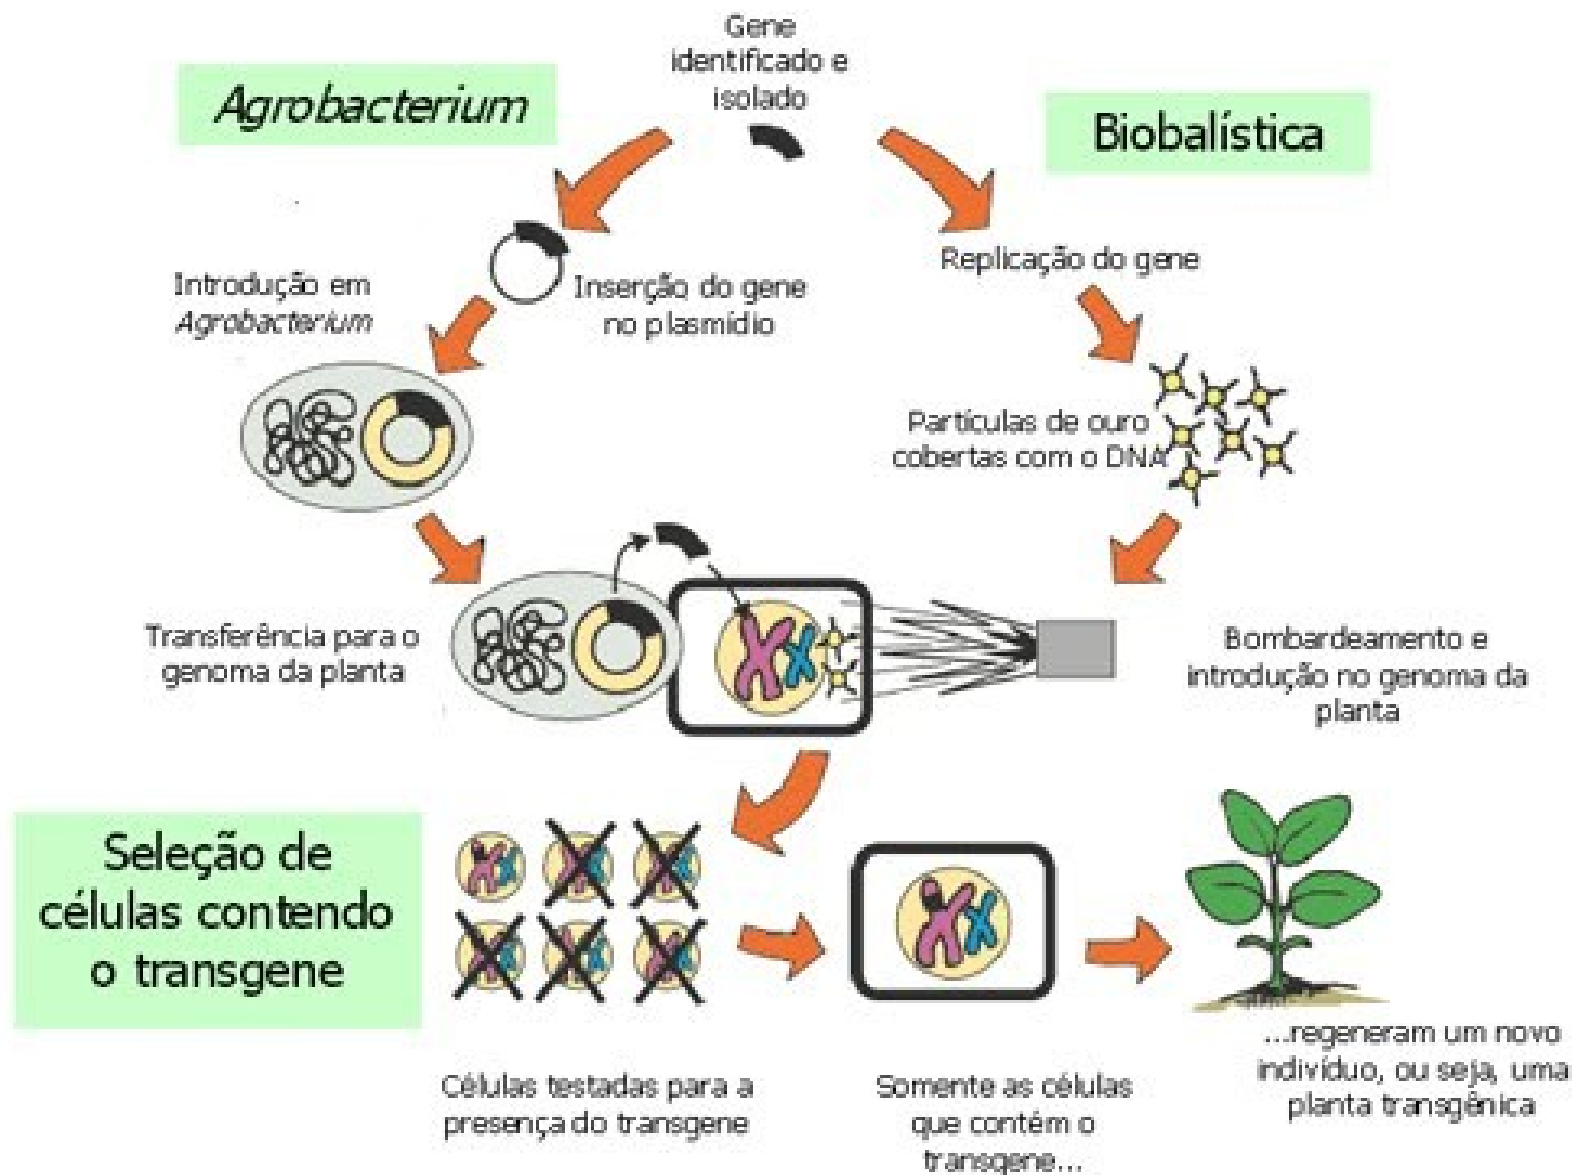 Gene
identificado e
isolado
Agrobacterium
Biobalística
Introdução em
Agrobacterium
Inserção do gene
no plasmídio
Replicação do gene
Partículas de ouro
cobertas com o DNA
Transferência para o
genoma da planta
Bombardeamento e
introdução no genoma da
planta
Seleção de
células contendo
o transgene
Células testadas para a
presença do transgene
Somente as células
que contém o
transgene...
...regeneram um novo
indivíduo, ou seja, uma
planta transgênica